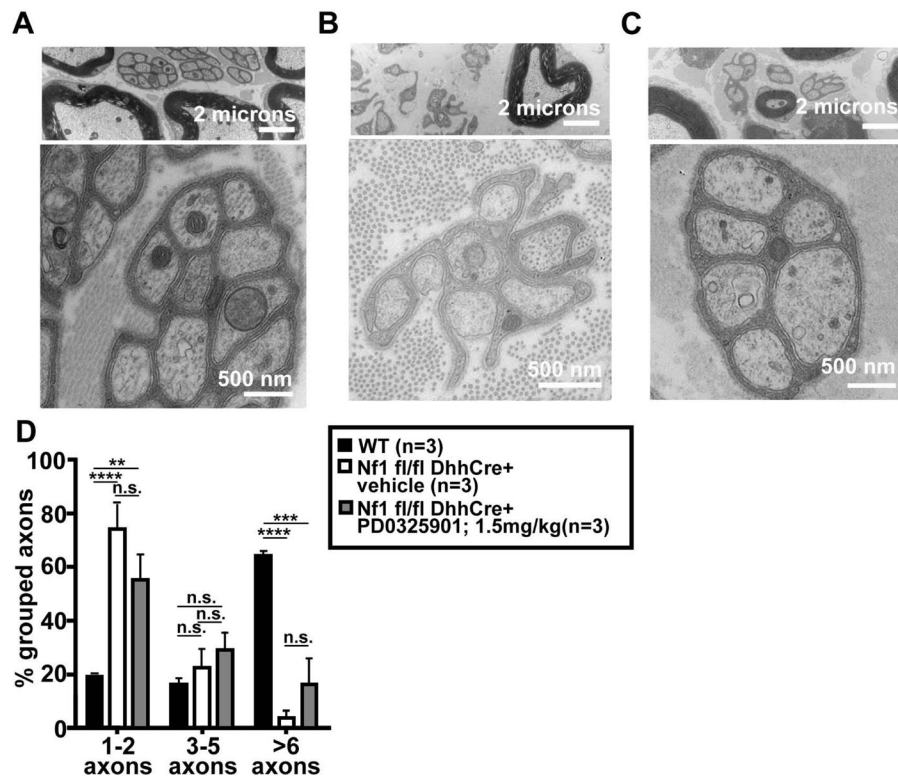 A
B
C
2 microns
2 microns
2 microns
500 nm
500 nm
500 nm
D
% grouped axons
100
80
60
40
20
0
**
****
n.s.
n.s.
n.s.
n.s.
***
****
n.s.
1-2
axons
3-5
axons
>6
axons
WT (n=3)
Nf1 fl/fl DhhCre+
vehicle (n=3)
Nf1 fl/fl DhhCre+
PD0325901; 1.5mg/kg(n=3)